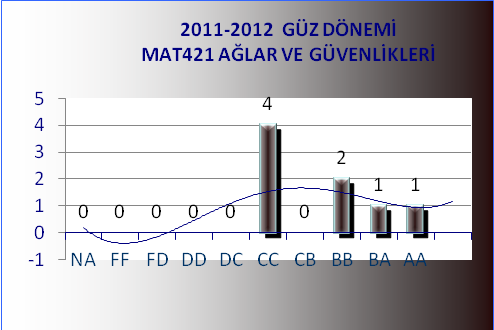 2011-2012 GÜZ DÖNEMİ
MAT421 AĞLAR VE GÜVENLİKLERİ
5
4
3
2
1
0
-1
0 0 0 0 0 4 0 2 1 1
NA FF FD DD DC CC CB BB BA AA